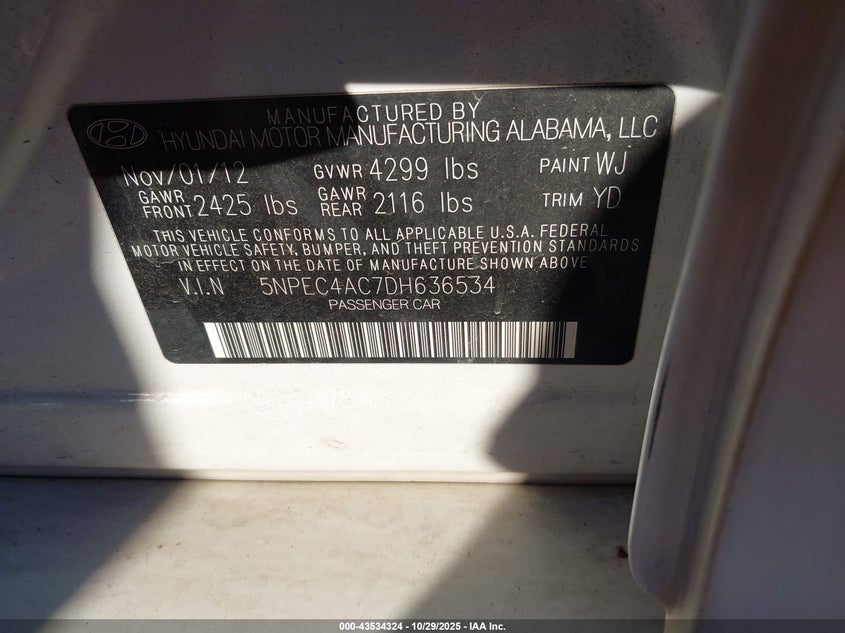 MANUFACTURED BY
HYUNDAI MOTOR MANUFACTURING ALABAMA, LLC
NOV/01/12 GVWR 4299 lbs PAINT WJ
GAWR FRONT 2425 lbs GAWR REAR 2116 lbs TRIM YD
THIS VEHICLE CONFORMS TO ALL APPLICABLE U.S.A. FEDERAL
MOTOR VEHICLE SAFETY, BUMPER, AND THEFT PREVENTION STANDARDS
IN EFFECT ON THE DATE OF MANUFACTURE SHOWN ABOVE
V.I.N 5NPEC4AC7DH636534
PASSENGER CAR
000-43534324 | 10/29/2025 - IAA Inc.